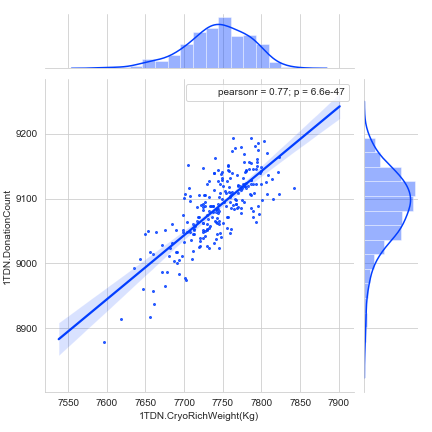 pearsonr = 0.77; p = 6.6e-47
9200
9100
9000
8900
1TDN.DonationCount
7550 7600 7650 7700 7750 7800 7850 7900
1TDN.CryoRichWeight(Kg)